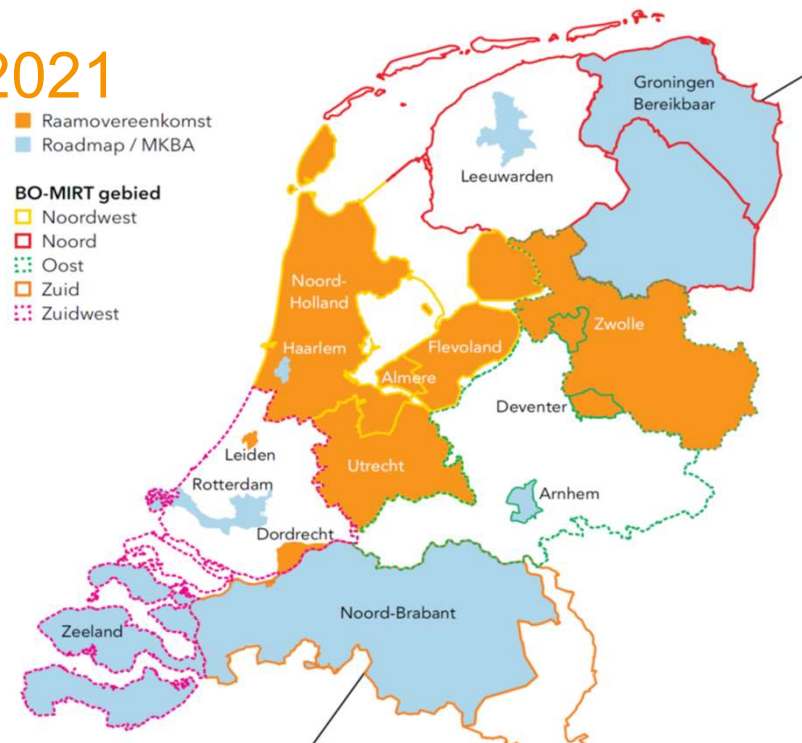 2021
Raamovereenkomst
Roadmap / MKBA
BO-MIRT gebied
Noordwest
Noord
Oost
Zuid
Zuidwest
Groningen
Bereikbaar
Leeuwarden
Noord-
Holland
Haarlem
Flevoland
Almere
Zwolle
Deventer
Leiden
Utrecht
Rotterdam
Arnhem
Dordrecht
Noord-Brabant
Zeeland